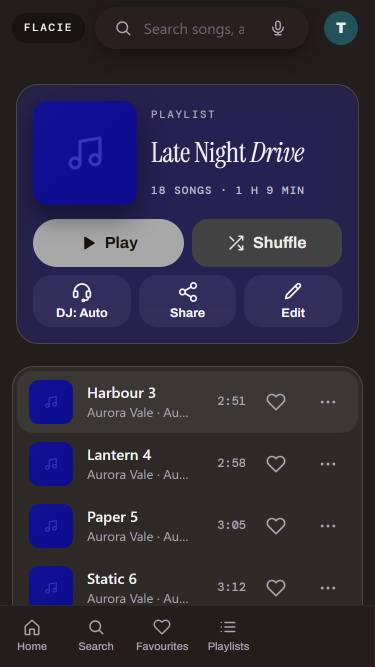 FLACIE
Search songs, a
T
PLAYLIST
Late Night Drive
18 SONGS · 1 H 9 MIN
Play
Shuffle
DJ: Auto
Share
Edit
Harbour 3
2:51
Aurora Vale · Au...
Lantern 4
2:58
Aurora Vale · Au...
Paper 5
3:05
Aurora Vale · Au...
Static 6
3:12
Aurora Vale · Au...
Home
Search
Favourites
Playlists